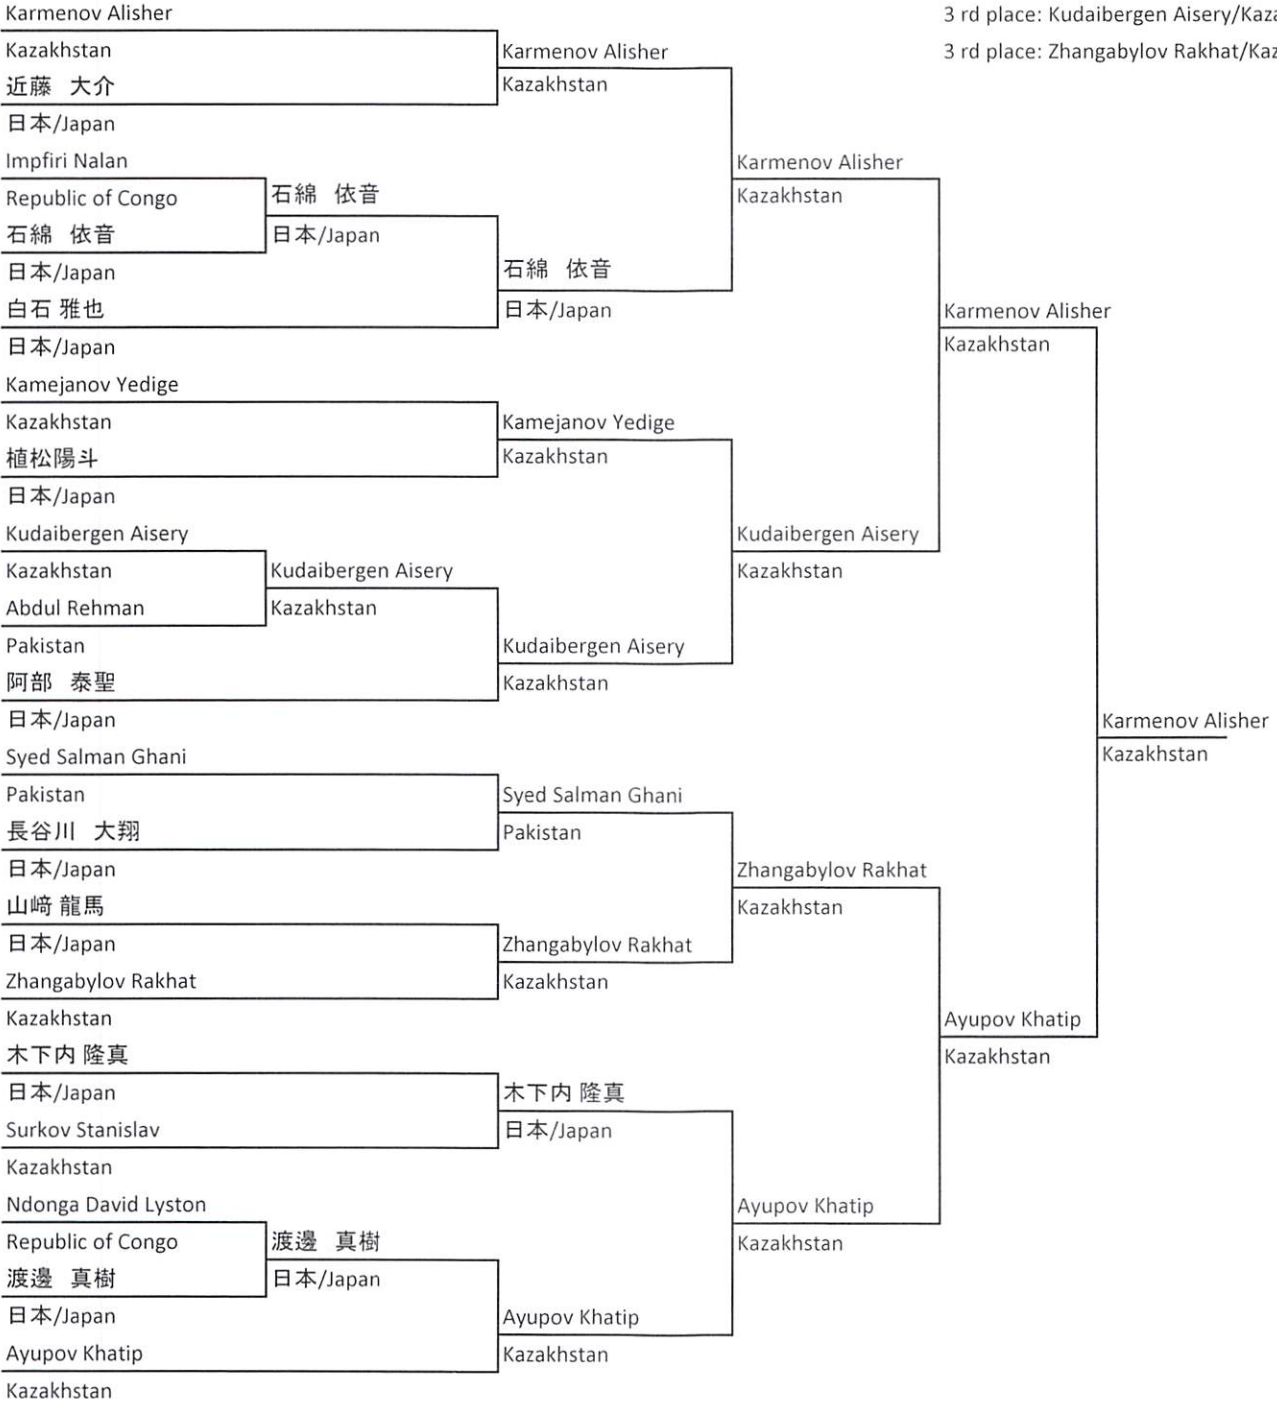 Karmenov Alisher
Kazakhstan
近藤 大介
日本/Japan
Impfiri Nalan
Republic of Congo
石綿 依音
日本/Japan
白石 雅也
日本/Japan
Kamejanov Yedige
Kazakhstan
植松陽斗
日本/Japan
Kudaibergen Aisery
Kazakhstan
Abdul Rehman
Pakistan
阿部 泰聖
日本/Japan
Syed Salman Ghani
Pakistan
長谷川 大翔
日本/Japan
山﨑 龍馬
日本/Japan
Zhangabylov Rakhat
Kazakhstan
木下内 隆真
日本/Japan
Surkov Stanislav
Kazakhstan
Ndonga David Lyston
Republic of Congo
渡邊 真樹
日本/Japan
Ayupov Khatip
Kazakhstan
石綿 依音
日本/Japan
Kudaibergen Aisery
Kazakhstan
渡邊 真樹
日本/Japan
Karmenov Alisher
Kazakhstan
石綿 依音
日本/Japan
Kamejanov Yedige
Kazakhstan
Kudaibergen Aisery
Kazakhstan
Syed Salman Ghani
Pakistan
Zhangabylov Rakhat
Kazakhstan
木下内 隆真
日本/Japan
Ayupov Khatip
Kazakhstan
Karmenov Alisher
Kazakhstan
Kudaibergen Aisery
Kazakhstan
Zhangabylov Rakhat
Kazakhstan
Ayupov Khatip
Kazakhstan
3 rd place: Kudaibergen Aisery/Kaza
3 rd place: Zhangabylov Rakhat/Kaz
Karmenov Alisher
Kazakhstan
Ayupov Khatip
Kazakhstan
Karmenov Alisher
Kazakhstan